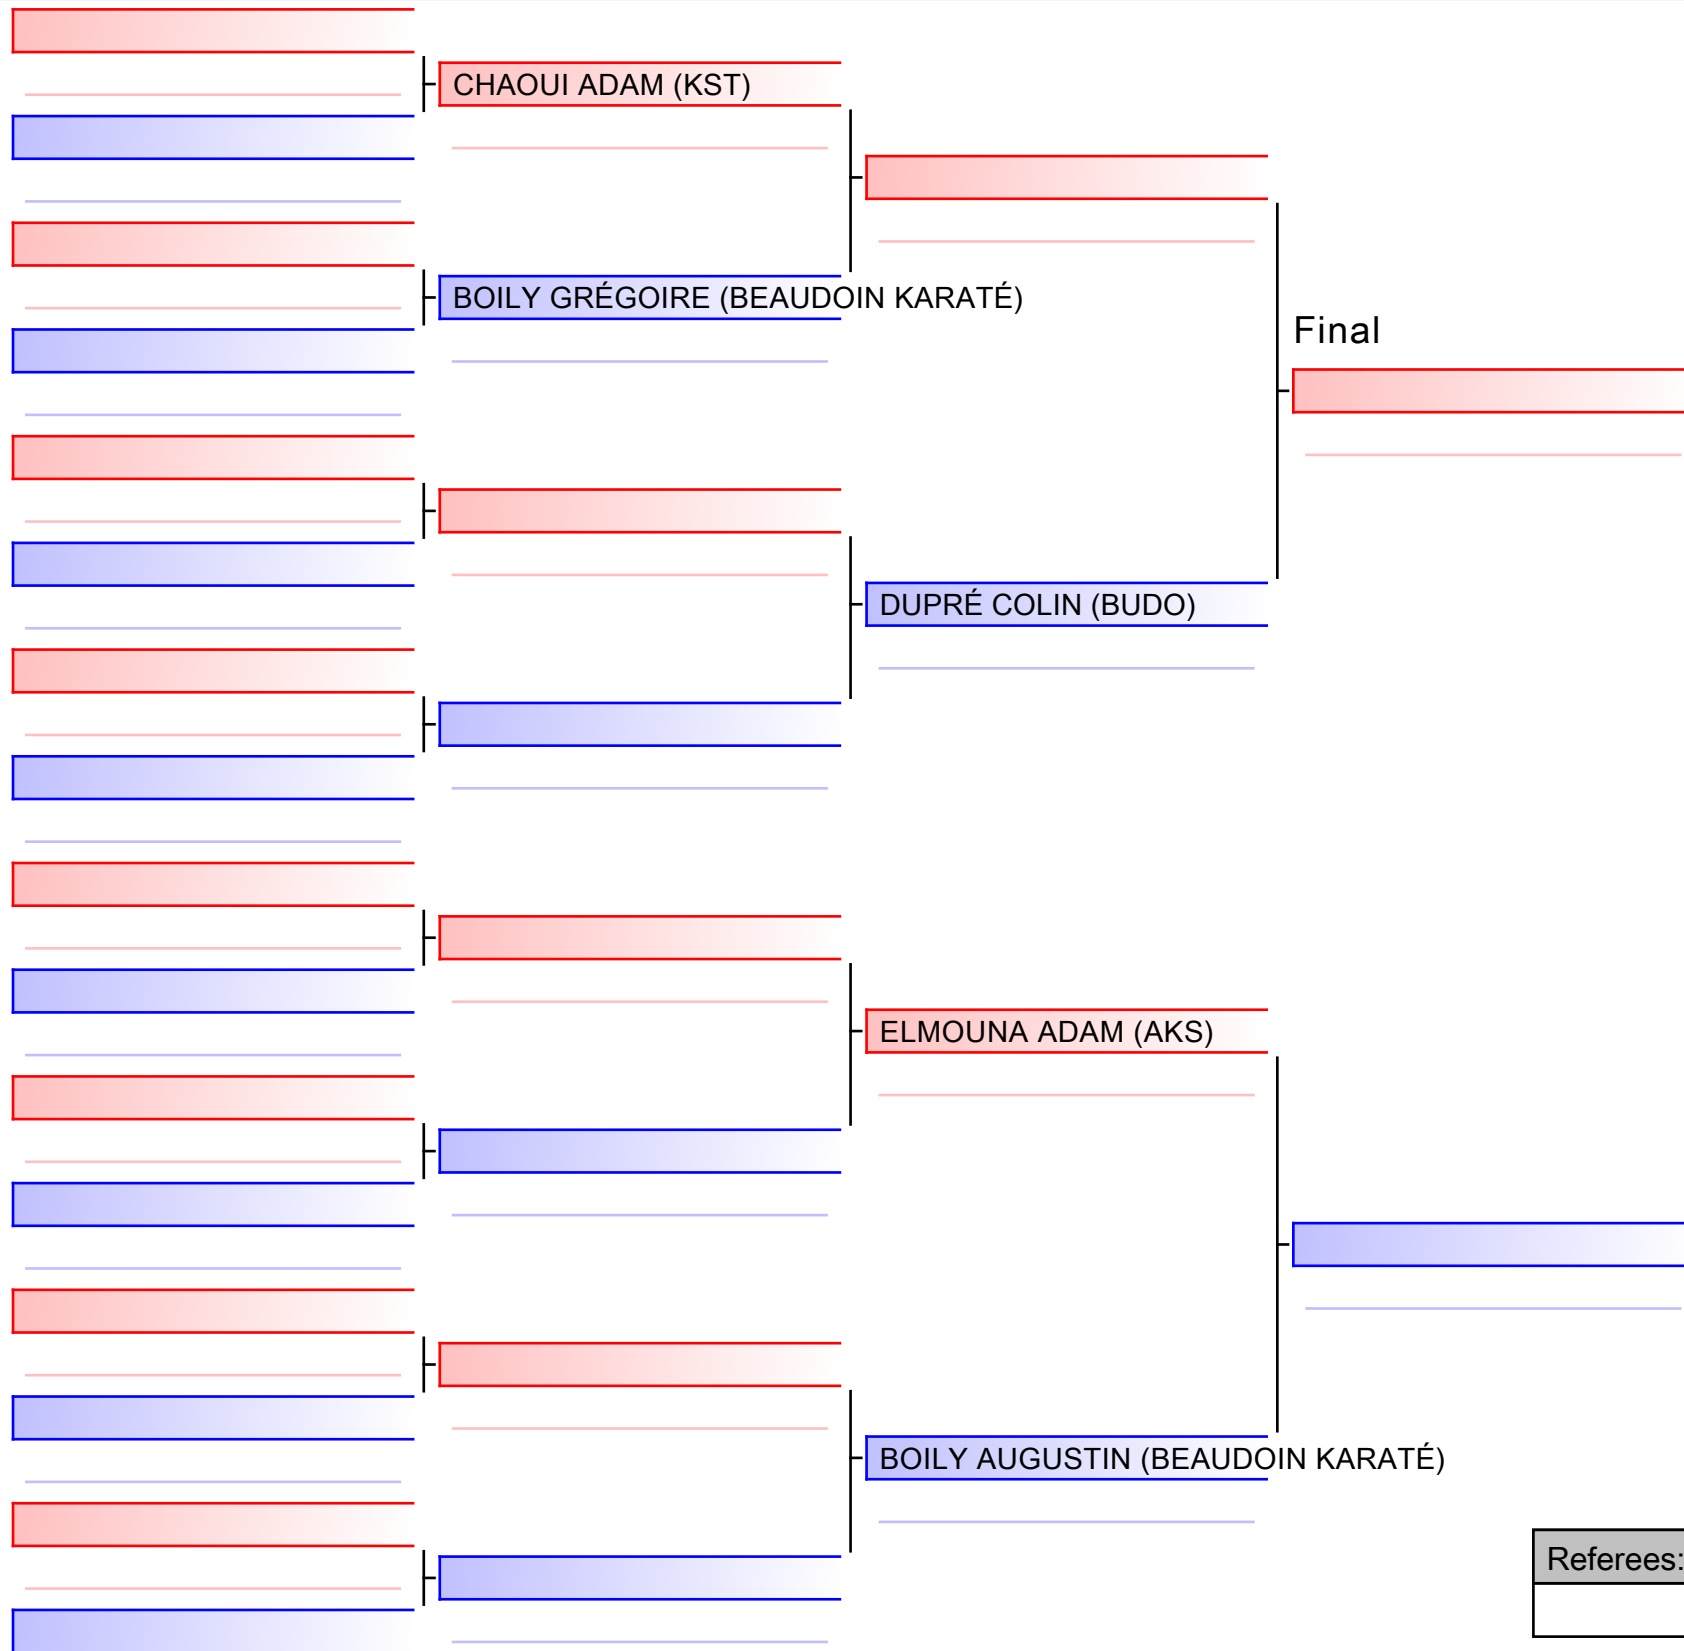 CHAOUI ADAM (KST)
BOILY GRÉGOIRE (BEAUDOIN KARATÉ)
Final
DUPRÉ COLIN (BUDO)
ELMOUNA ADAM (AKS)
BOILY AUGUSTIN (BEAUDOIN KARATÉ)
Referees: